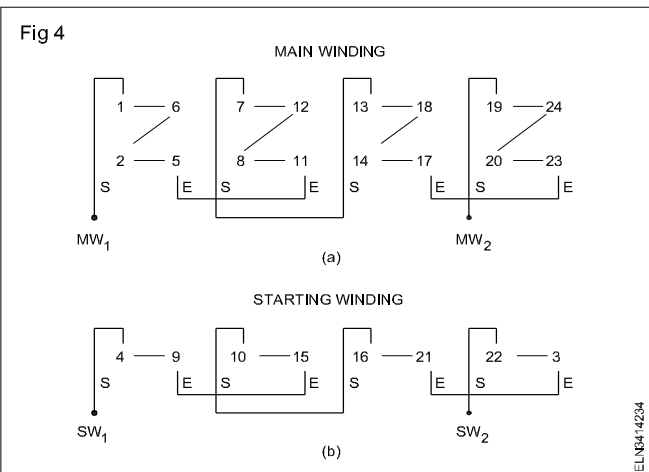 Fig 4
MAIN WINDING
1 6 7 12 13 18 19 24
2 5 8 11 14 17 20 23
S E S E S E S E
MW1 MW2
(a)
STARTING WINDING
4 9 10 15 16 21 22 3
S E S E S E S E
SW1 SW2
(b)
ELN3414234